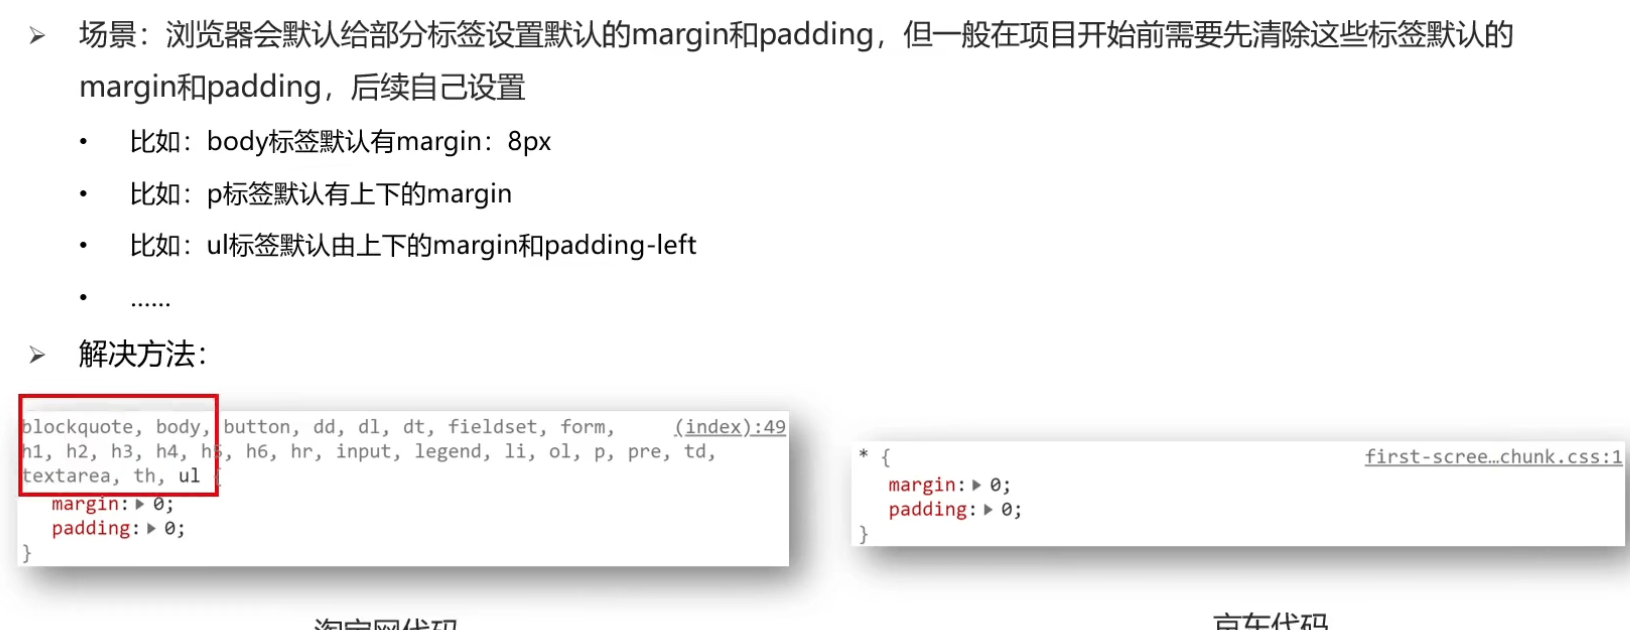 场景：浏览器会默认给部分标签设置默认的margin和padding，但一般在项目开始前需要先清除这些标签默认的
margin和padding，后续自己设置
比如：body标签默认有margin：8px
比如：p标签默认有上下的margin
比如：ul标签默认由上下的margin和padding-left
......
解决方法：
blockquote, body, button, dd, dl, dt, fieldset, form, (index):49
h1, h2, h3, h4, h5, h6, hr, input, legend, li, ol, p, pre, td,
textarea, th, ul {
margin: 0;
padding: 0;
}
* { first-scree…chunk.css:1
margin: 0;
padding: 0;
}
淘宝网代码
京东代码